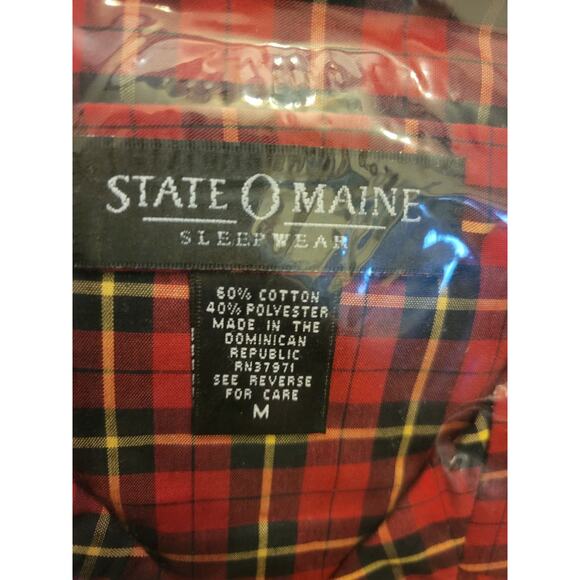 STATE O MAINE
SLEEPWEAR
60% COTTON
40% POLYESTER
MADE IN THE
DOMINICAN
REPUBLIC
RN37971
SEE REVERSE
FOR CARE
M